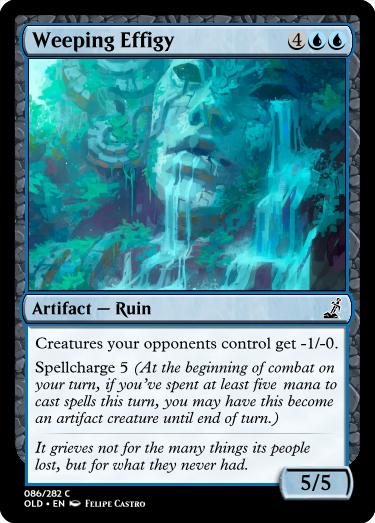 Weeping Effigy 4
Artifact — Ruin
Creatures your opponents control get -1/-0.
Spellcharge 5 (At the beginning of combat on
your turn, if you've spent at least five mana to
cast spells this turn, you may have this become
an artifact creature until end of turn.)
It grieves not for the many things its people
lost, but for what they never had.
5/5
086/282 C
OLD • EN Felipe Castro